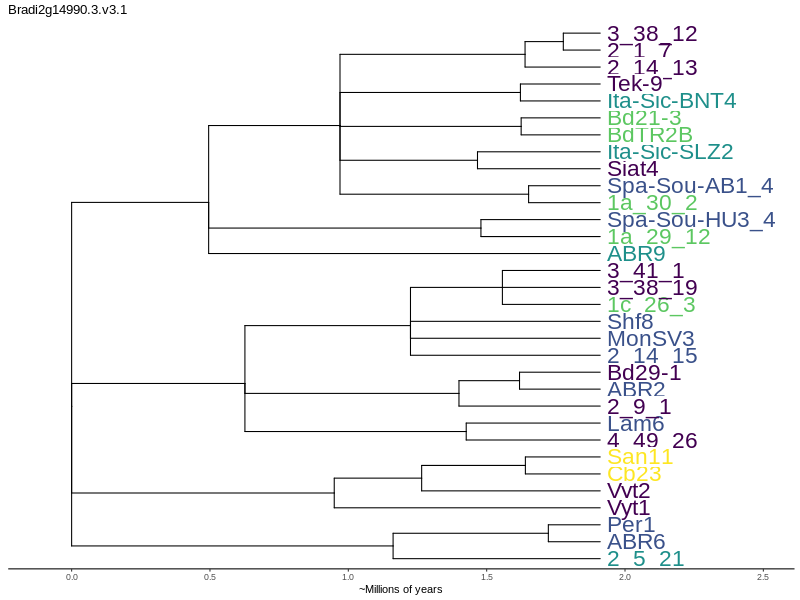 Bradi2g14990.3.v3.1
3_38_12
2_1_7
2_14_13
Tek-9
Ita-Sic-BNT4
Bd21-3
BdTR2B
Ita-Sic-SLZ2
Siat4
Spa-Sou-AB1_4
1a_30_2
Spa-Sou-HU3_4
1a_29_12
ABR9
3_41_1
3_38_19
1c_26_3
Shf8
MonSV3
2_14_15
Bd29-1
ABR2
2_9_1
Lam6
4_49_26
San11
Cb23
Vyt2
Vyt1
Per1
ABR6
2_5_21
0.0 0.5 1.0 1.5 2.0 2.5
~Millions of years